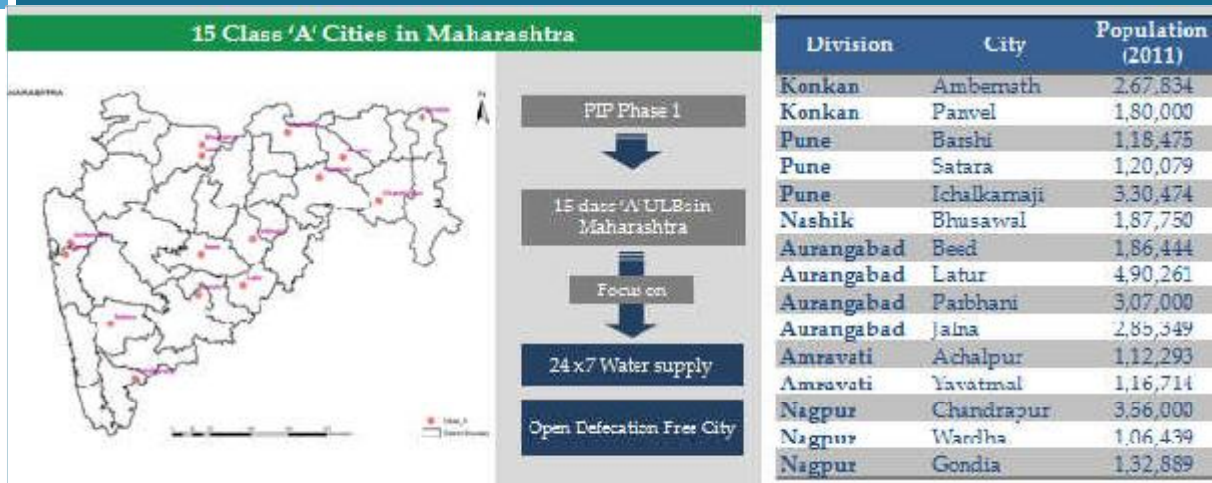 15 Class 'A' Cities in Maharashtra
PIP Phase 1
15 class 'A' ULBs in
Maharashtra
Focus on
24 x7 Water supply
Open Defecation Free City
Division City Population
(2011)
Konkan Ambernath 2,67,834
Konkan Panvel 1,80,000
Pune Barshi 1,18,475
Pune Satara 1,20,079
Pune Ichalkarnaji 3,30,474
Nashik Bhusawal 1,87,750
Aurangabad Beed 1,86,444
Aurangabad Latur 4,90,261
Aurangabad Parbhani 3,07,000
Aurangabad Jalna 2,85,349
Amravati Achalpur 1,12,293
Amravati Yavatmal 1,16,714
Nagpur Chandrapur 3,56,000
Nagpur Wardha 1,06,439
Nagpur Gondia 1,32,889